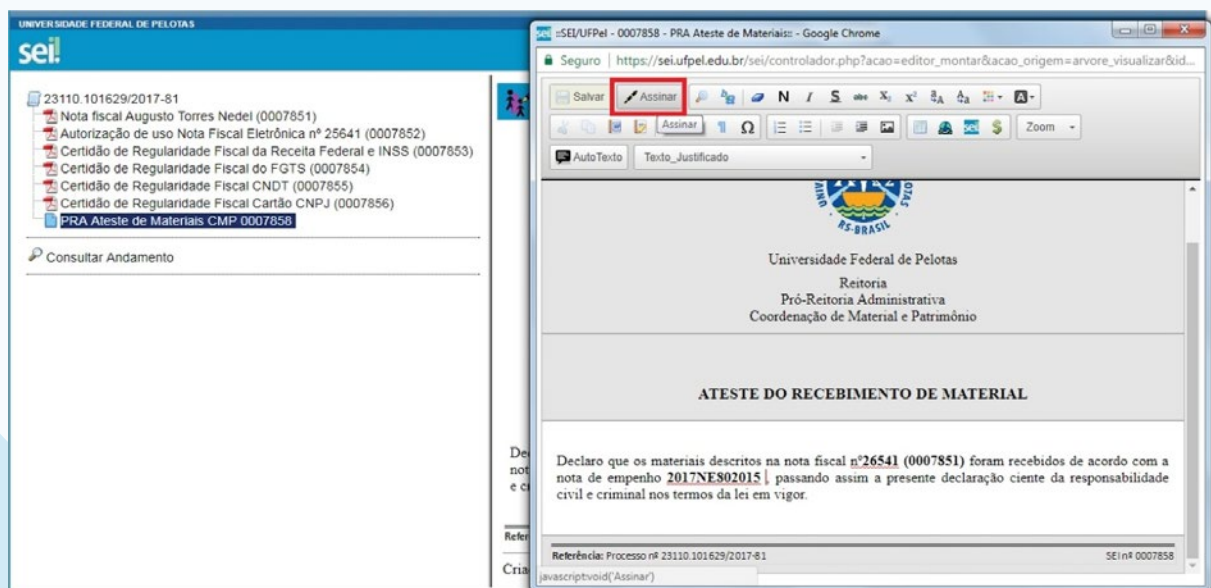 UNIVERSIDADE FEDERAL DE PELOTAS
sei!
23110.101629/2017-81
Nota fiscal Augusto Torres Nedel (0007851)
Autorização de uso Nota Fiscal Eletrônica nº 25641 (0007852)
Certidão de Regularidade Fiscal da Receita Federal e INSS (0007853)
Certidão de Regularidade Fiscal do FGTS (0007854)
Certidão de Regularidade Fiscal CNDT (0007855)
Certidão de Regularidade Fiscal Cartão CNPJ (0007856)
PRA Ateste de Materiais CMP 0007858
Consultar Andamento
De
not
e cr
Refer
Cria
sei ::SEI/UFPel - 0007858 - PRA Ateste de Materiais:: - Google Chrome
Seguro | https://sei.ufpel.edu.br/sei/controlador.php?acao=editor_montar&acao_origem=arvore_visualizar&id...
Salvar Assinar N I S abc X₂ x²
Assinar ¶ Ω sei $ Zoom
AutoTexto Texto_Justificado
RS-BRASIL
Universidade Federal de Pelotas
Reitoria
Pró-Reitoria Administrativa
Coordenação de Material e Patrimônio
ATESTE DO RECEBIMENTO DE MATERIAL
Declaro que os materiais descritos na nota fiscal nº26541 (0007851) foram recebidos de acordo com a
nota de empenho 2017NE802015 , passando assim a presente declaração ciente da responsabilidade
civil e criminal nos termos da lei em vigor.
Referência: Processo nº 23110.101629/2017-81 SEI nº 0007858
javascript:void('Assinar')